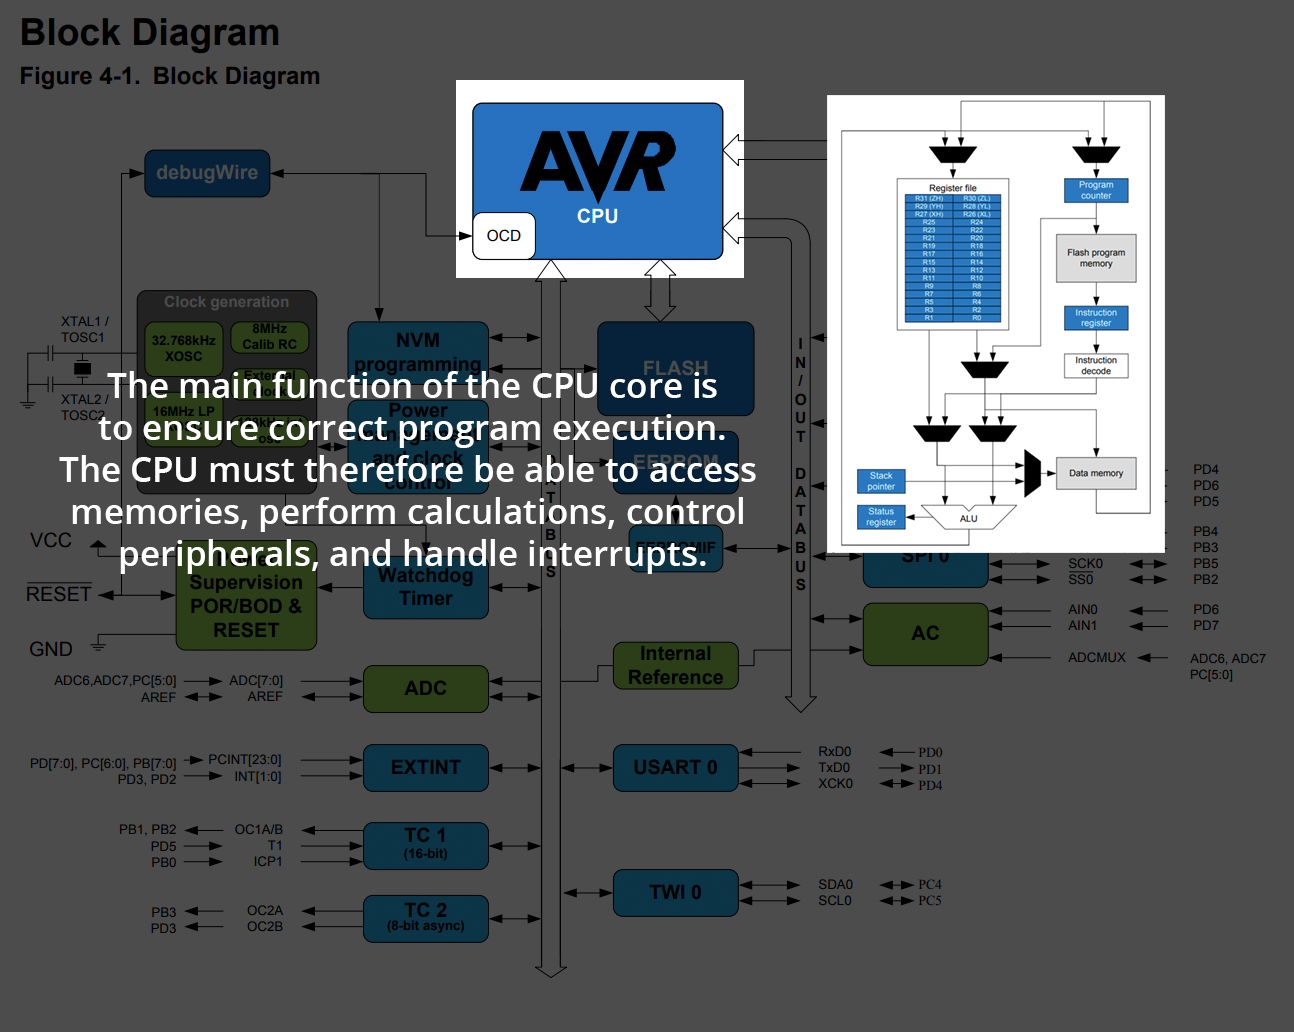 Block Diagram
Figure 4-1. Block Diagram
debugWire
AVR
CPU
OCD
Clock generation
XTAL1 /
TOSC1
32.768kHz
XOSC
8MHz
Calib RC
External
XTAL2 /
TOSC2
16MHz LP
NVM
programming
FLASH
Power
and clock
control
EEPROM
EEPROMIF
The main function of the CPU core is
to ensure correct program execution.
The CPU must therefore be able to access
memories, perform calculations, control
peripherals, and handle interrupts.
VCC
RESET
GND
Supervision
POR/BOD &
RESET
Watchdog
Timer
IN/OUT DATABUS
Register file
R31 (ZH) R30 (ZL)
R29 (YH) R28 (YL)
R27 (XH) R26 (XL)
R25 R24
R23 R22
R21 R20
R19 R18
R17 R16
R15 R14
R13 R12
R11 R10
R9 R8
R7 R6
R5 R4
R3 R2
R1 R0
Program
counter
Flash program
memory
Instruction
register
Instruction
decode
Stack
pointer
Status
register
ALU
Data memory
PD4
PD6
PD5
PB4
PB3
SPI 0
SCK0 PB5
SS0 PB2
AC
AIN0 PD6
AIN1 PD7
ADCMUX ADC6, ADC7
PC[5:0]
Internal
Reference
ADC6,ADC7,PC[5:0] ADC[7:0]
AREF AREF
ADC
PD[7:0], PC[6:0], PB[7:0] PCINT[23:0]
PD3, PD2 INT[1:0]
EXTINT
USART 0
RxD0 PD0
TxD0 PD1
XCK0 PD4
PB1, PB2 OC1A/B
PD5 T1
PB0 ICP1
TC 1
(16-bit)
TWI 0
SDA0 PC4
SCL0 PC5
PB3 OC2A
PD3 OC2B
TC 2
(8-bit async)